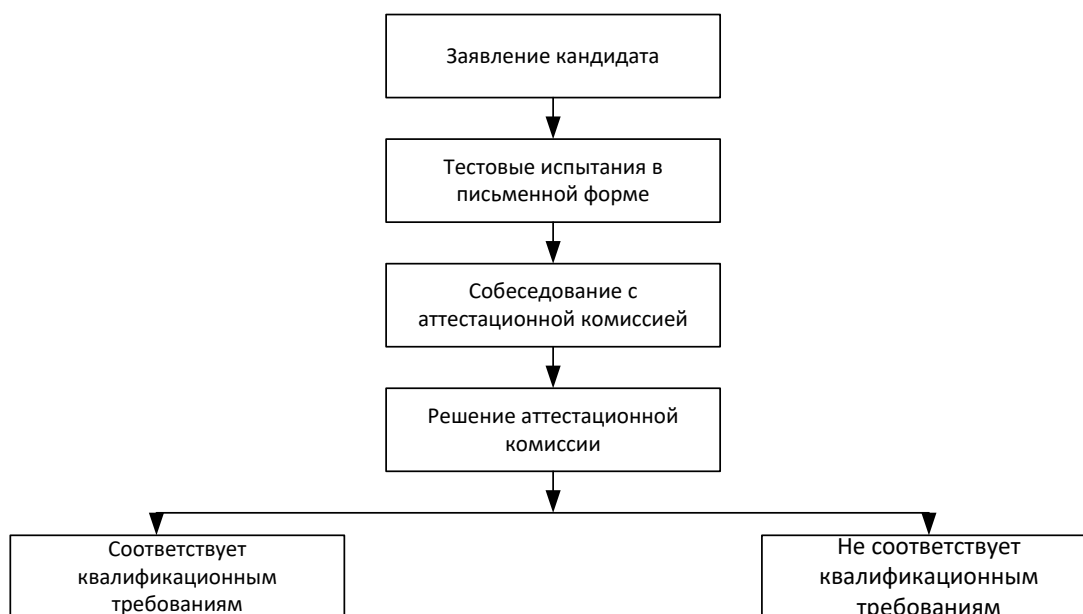 Заявление кандидата
Тестовые испытания в
письменной форме
Собеседование с
аттестационной комиссией
Решение аттестационной
комиссии
Соответствует
квалификационным
требованиям
Не соответствует
квалификационным
требованиям